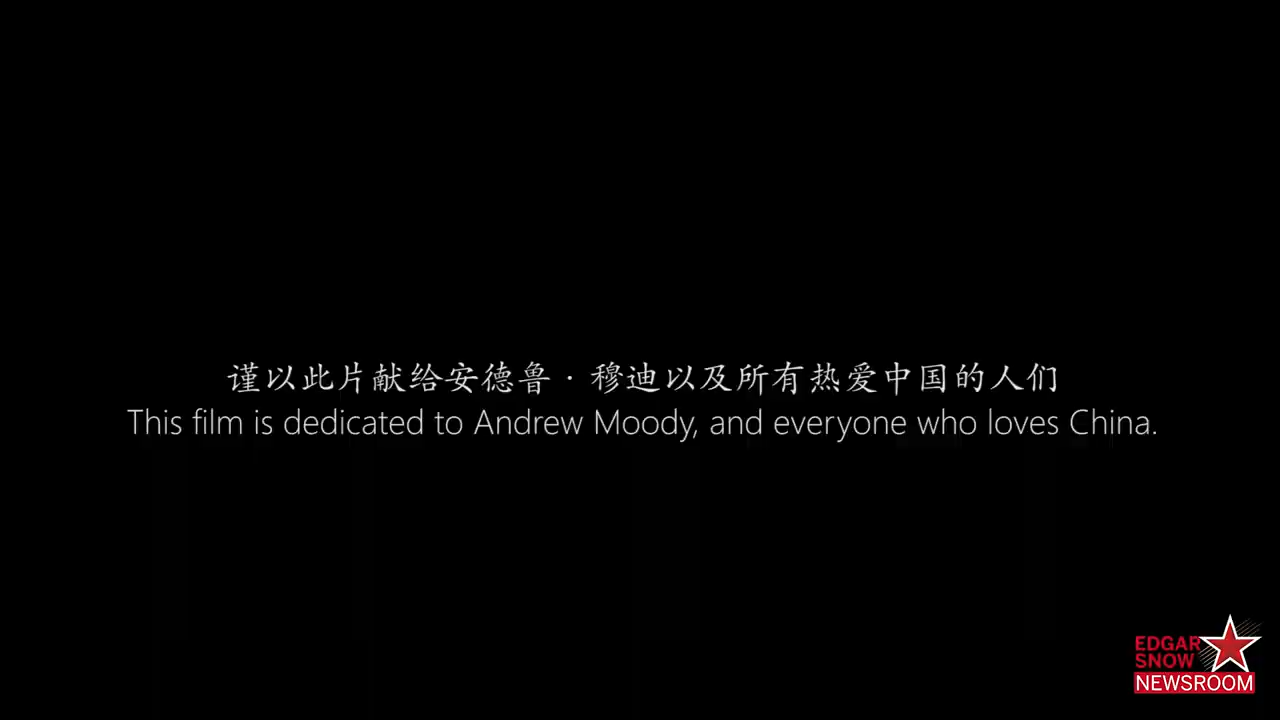 谨以此片献给安德鲁·穆迪以及所有热爱中国的人们
This film is dedicated to Andrew Moody, and everyone who loves China.
EDGAR
SNOW
NEWSROOM